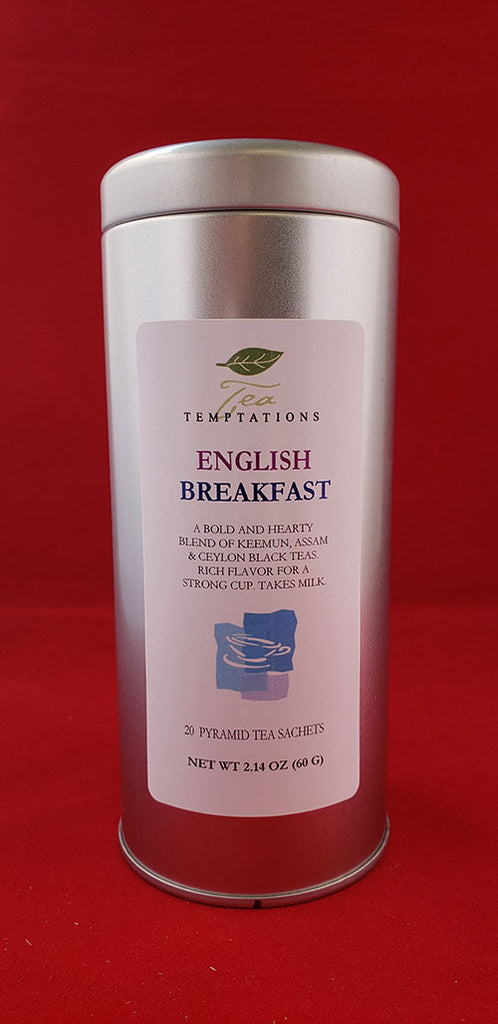 Tea
TEMPTATIONS
ENGLISH
BREAKFAST
A BOLD AND HEARTY
BLEND OF KEEMUN, ASSAM
& CEYLON BLACK TEAS.
RICH FLAVOR FOR A
STRONG CUP. TAKES MILK.
20 PYRAMID TEA SACHETS
NET WT 2.14 OZ (60 G)